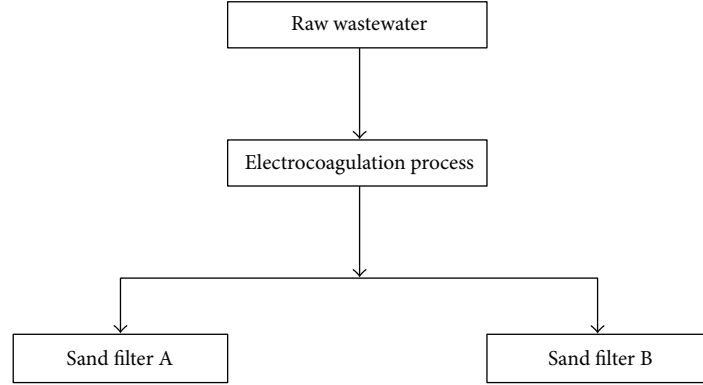 Raw wastewater
Electrocoagulation process
Sand filter A
Sand filter B